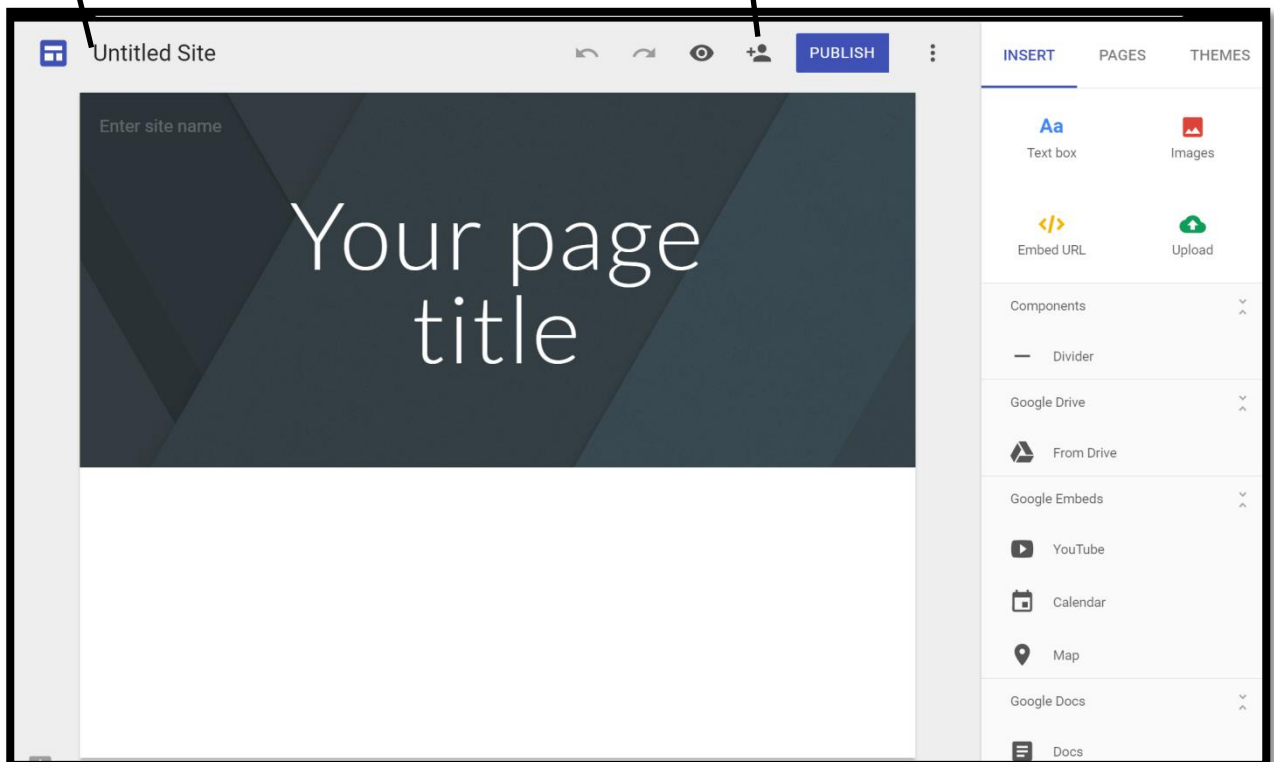 Untitled Site
PUBLISH
INSERT PAGES THEMES
Enter site name
Your page
title
Aa
Text box
Images
</>
Embed URL
Upload
Components
Divider
Google Drive
From Drive
Google Embeds
YouTube
Calendar
Map
Google Docs
Docs